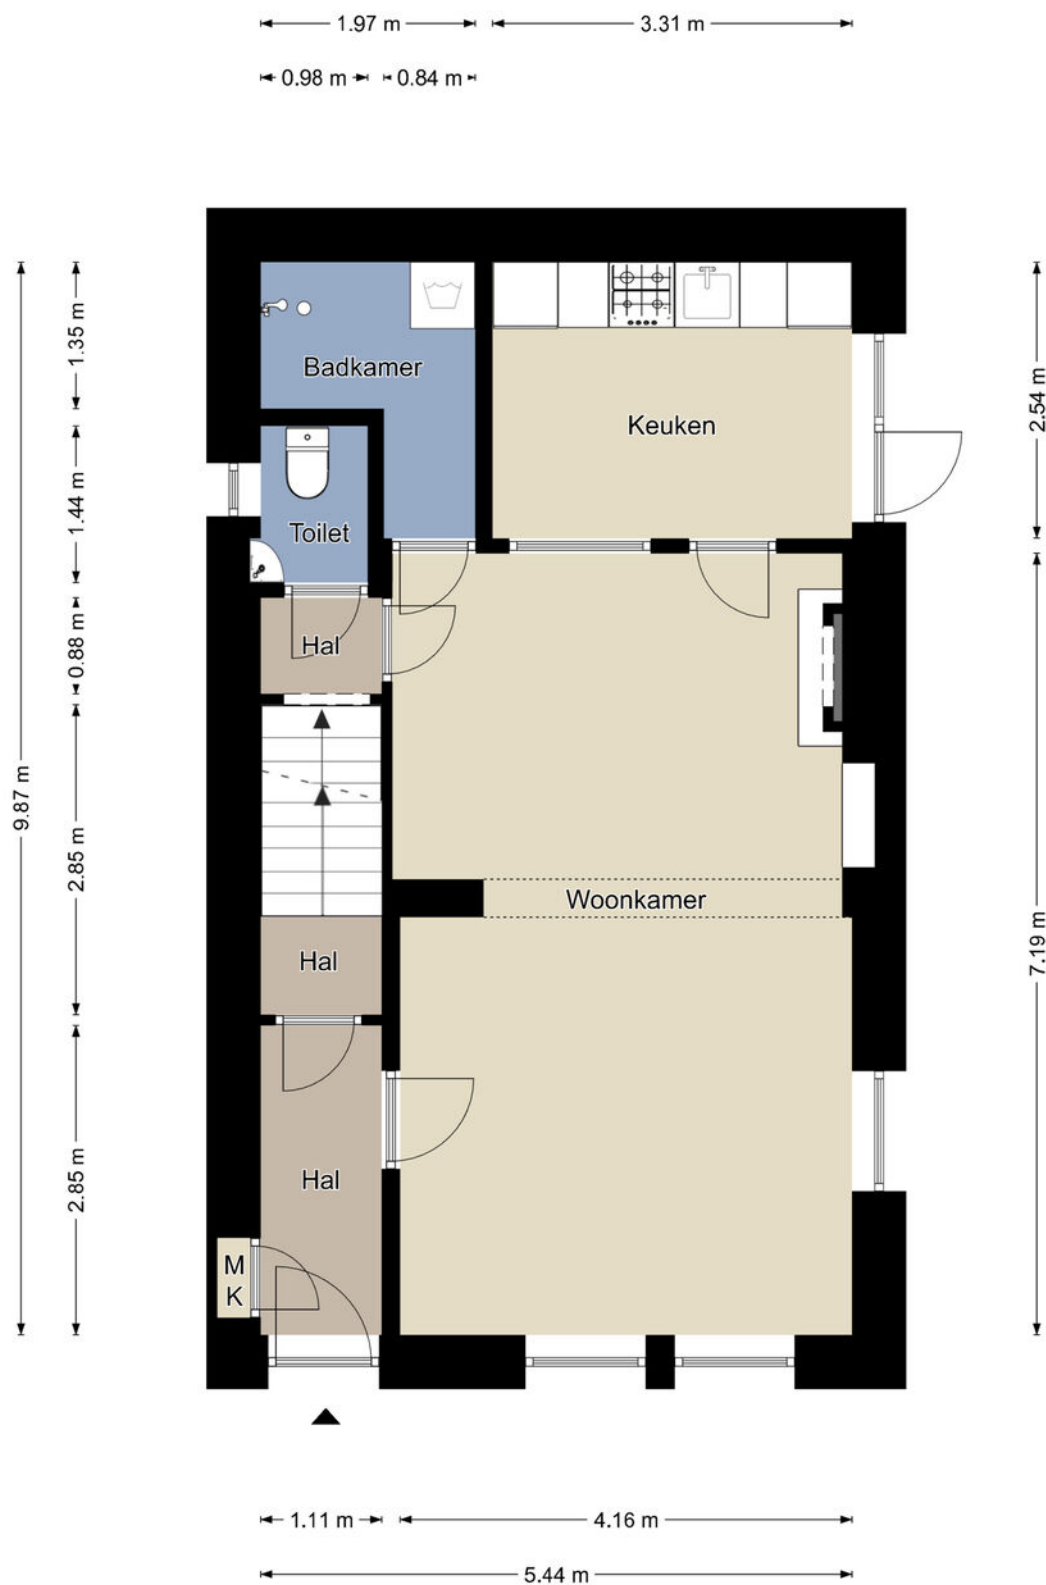 1.97 m
3.31 m
0.98 m
0.84 m
1.35 m
2.54 m
Badkamer
Keuken
1.44 m
Toilet
0.88 m
Hal
9.87 m
2.85 m
Woonkamer
7.19 m
Hal
2.85 m
Hal
M
K
1.11 m
4.16 m
5.44 m